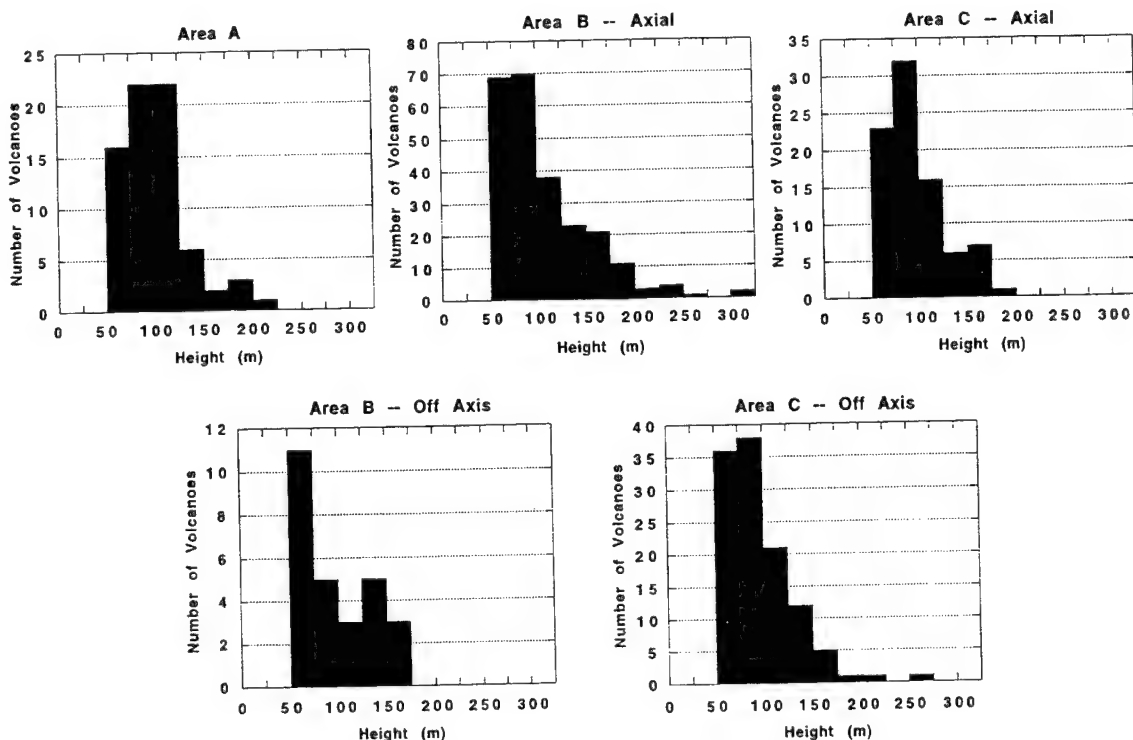 Area A
25
20
15
10
5
0
Number of Volcanoes
0 50 100 150 200 250 300
Height (m)
Area B -- Axial
80
70
60
50
40
30
20
10
0
Number of Volcanoes
0 50 100 150 200 250 300
Height (m)
Area C -- Axial
35
30
25
20
15
10
5
0
Number of Volcanoes
0 50 100 150 200 250 300
Height (m)
Area B -- Off Axis
12
10
8
6
4
2
0
Number of Volcanoes
0 50 100 150 200 250 300
Height (m)
Area C -- Off Axis
40
35
30
25
20
15
10
5
0
Number of Volcanoes
0 50 100 150 200 250 300
Height (m)